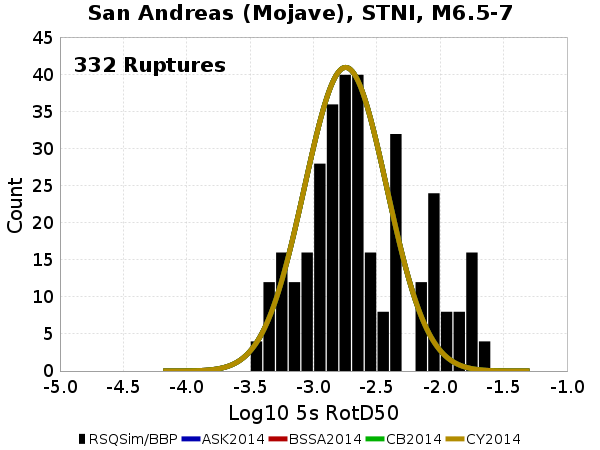 San Andreas (Mojave), STNI, M6.5-7
332 Ruptures
Count
45
40
35
30
25
20
15
10
5
0
-5.0 -4.5 -4.0 -3.5 -3.0 -2.5 -2.0 -1.5 -1.0
Log10 5s RotD50
RSQSim/BBP ASK2014 BSSA2014 CB2014 CY2014